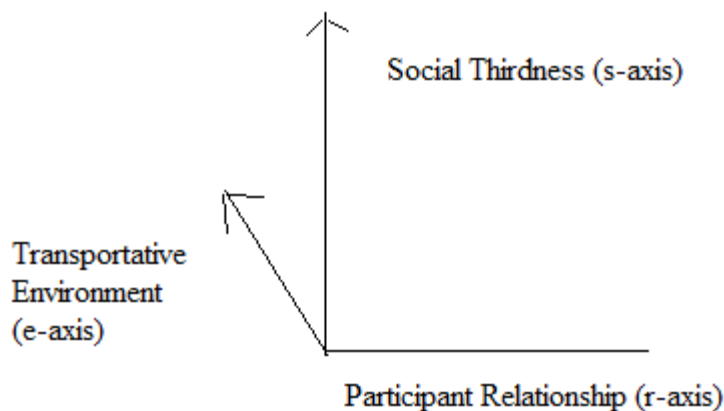 Social Thirdness (s-axis)
Transportative
Environment
(e-axis)
Participant Relationship (r-axis)